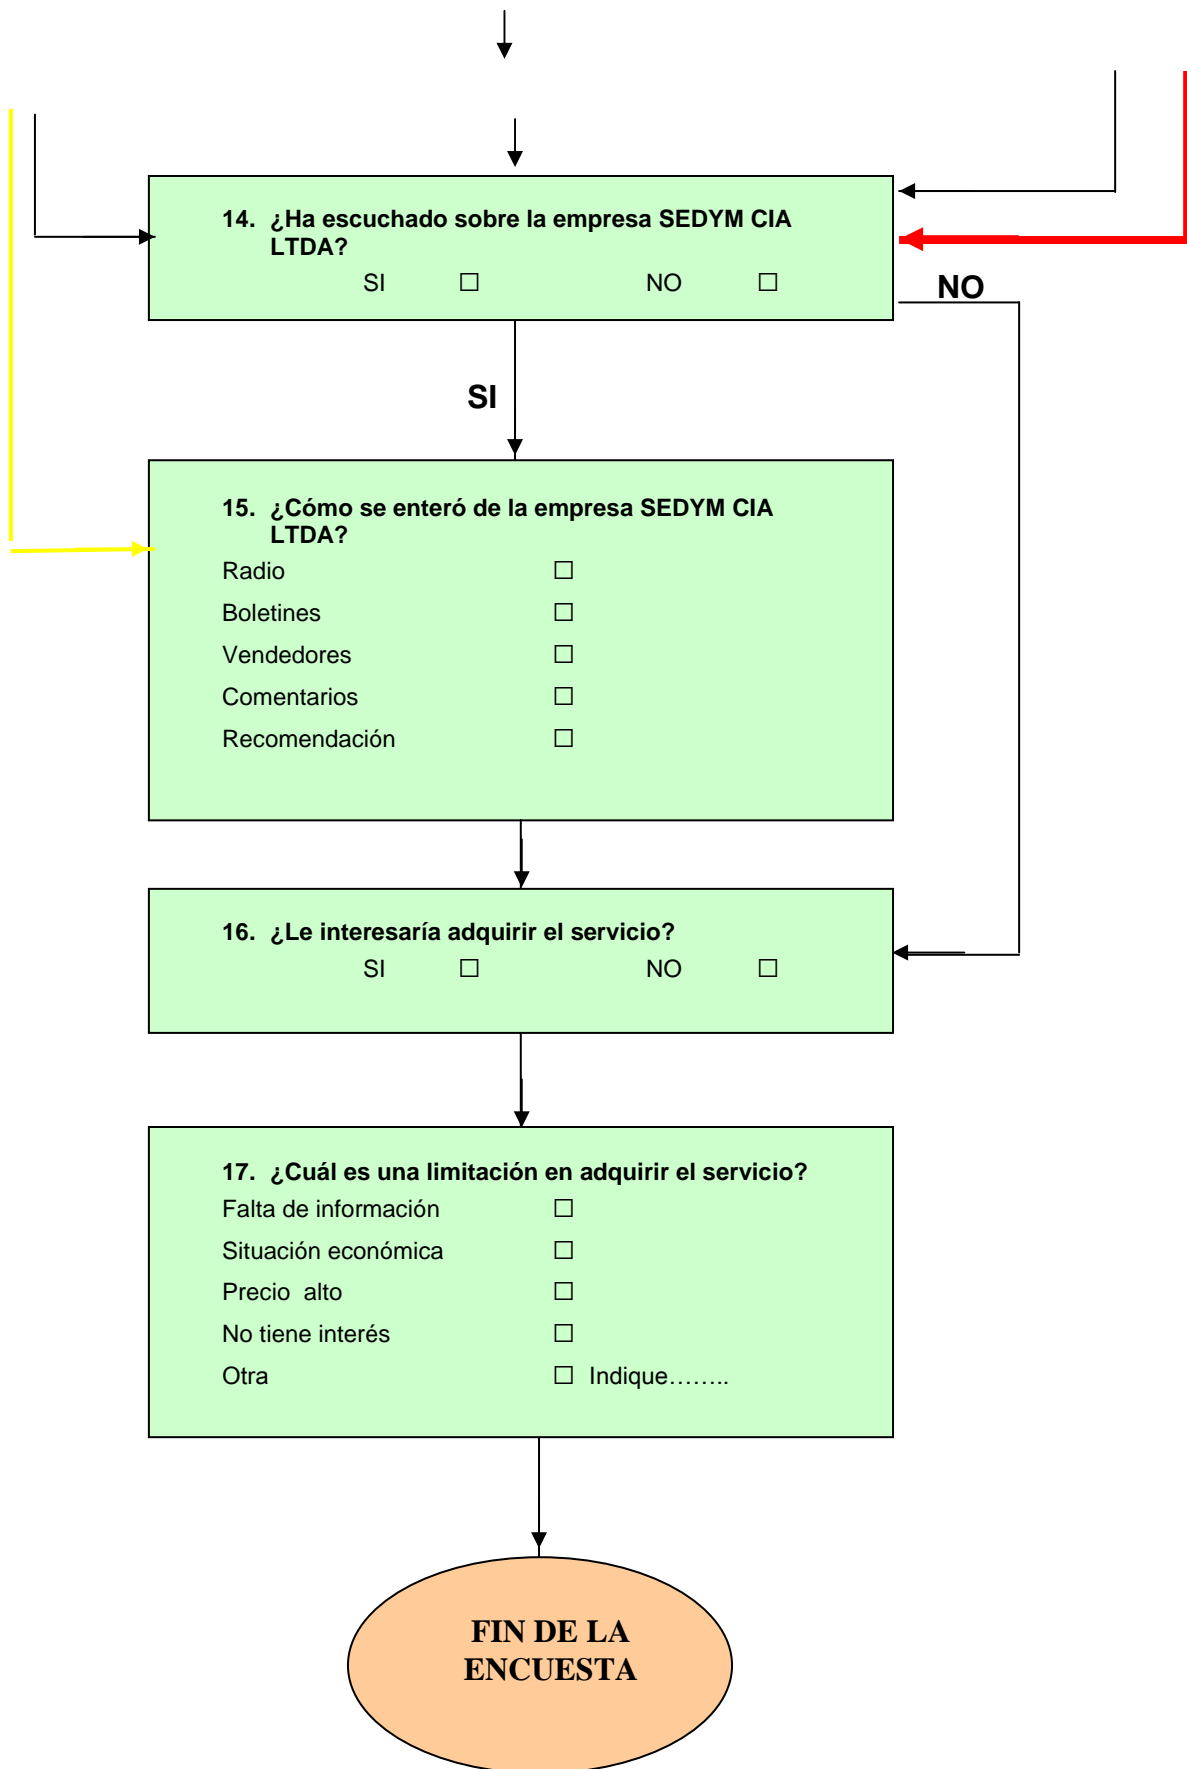 14. ¿Ha escuchado sobre la empresa SEDYM CIA
LTDA?
SI ☐ NO ☐
NO
SI
15. ¿Cómo se enteró de la empresa SEDYM CIA
LTDA?
Radio ☐
Boletines ☐
Vendedores ☐
Comentarios ☐
Recomendación ☐
16. ¿Le interesaría adquirir el servicio?
SI ☐ NO ☐
17. ¿Cuál es una limitación en adquirir el servicio?
Falta de información ☐
Situación económica ☐
Precio  alto ☐
No tiene interés ☐
Otra ☐ Indique……..
FIN DE LA
ENCUESTA